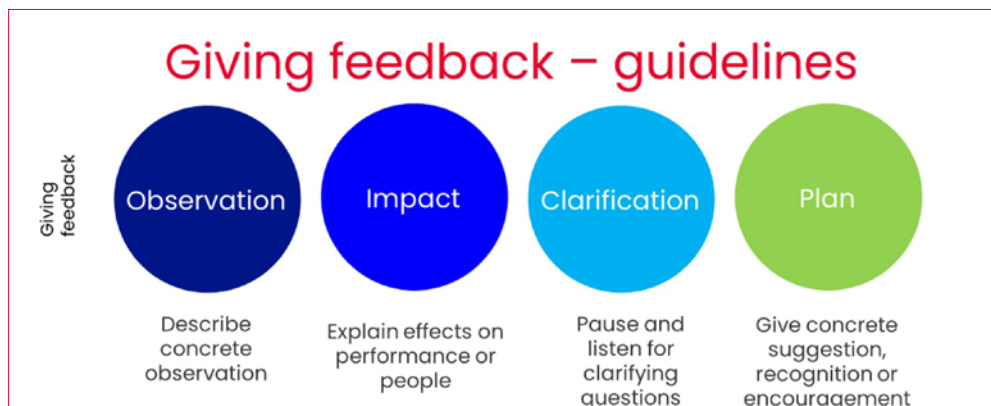 Giving feedback – guidelines
Giving
feedback
Observation
Impact
Clarification
Plan
Describe
concrete
observation
Explain effects on
performance or
people
Pause and
listen for
clarifying
questions
Give concrete
suggestion,
recognition or
encouragement